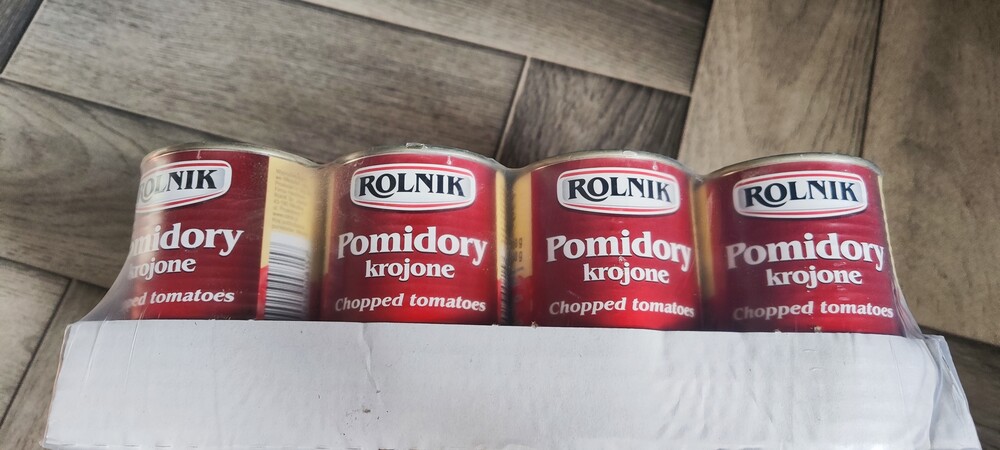 ROLNIK
Pomidory
krojone
Chopped tomatoes
ROLNIK
Pomidory
krojone
Chopped tomatoes
ROLNIK
Pomidory
krojone
Chopped tomatoes
ROLNIK
Pomidory
krojone
Chopped tomatoes